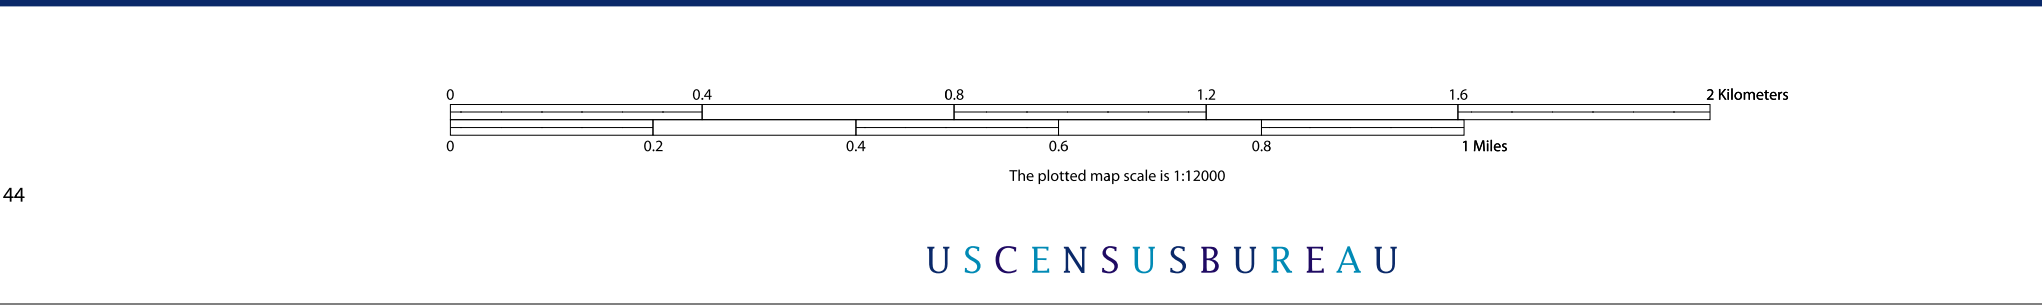 0 0.4 0.8 1.2 1.6 2 Kilometers
0 0.2 0.4 0.6 0.8 1 Miles
The plotted map scale is 1:12000
44
USCENSUSBUREAU